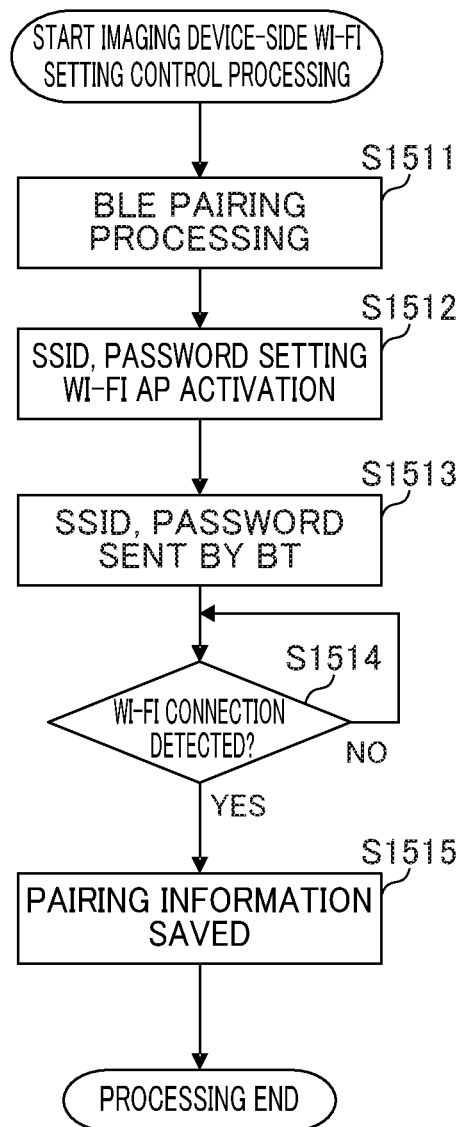 START IMAGING DEVICE-SIDE WI-FI
SETTING CONTROL PROCESSING
S1511
BLE PAIRING
PROCESSING
S1512
SSID, PASSWORD SETTING
WI-FI AP ACTIVATION
S1513
SSID, PASSWORD
SENT BY BT
S1514
WI-FI CONNECTION
DETECTED?
NO
YES
S1515
PAIRING INFORMATION
SAVED
PROCESSING END